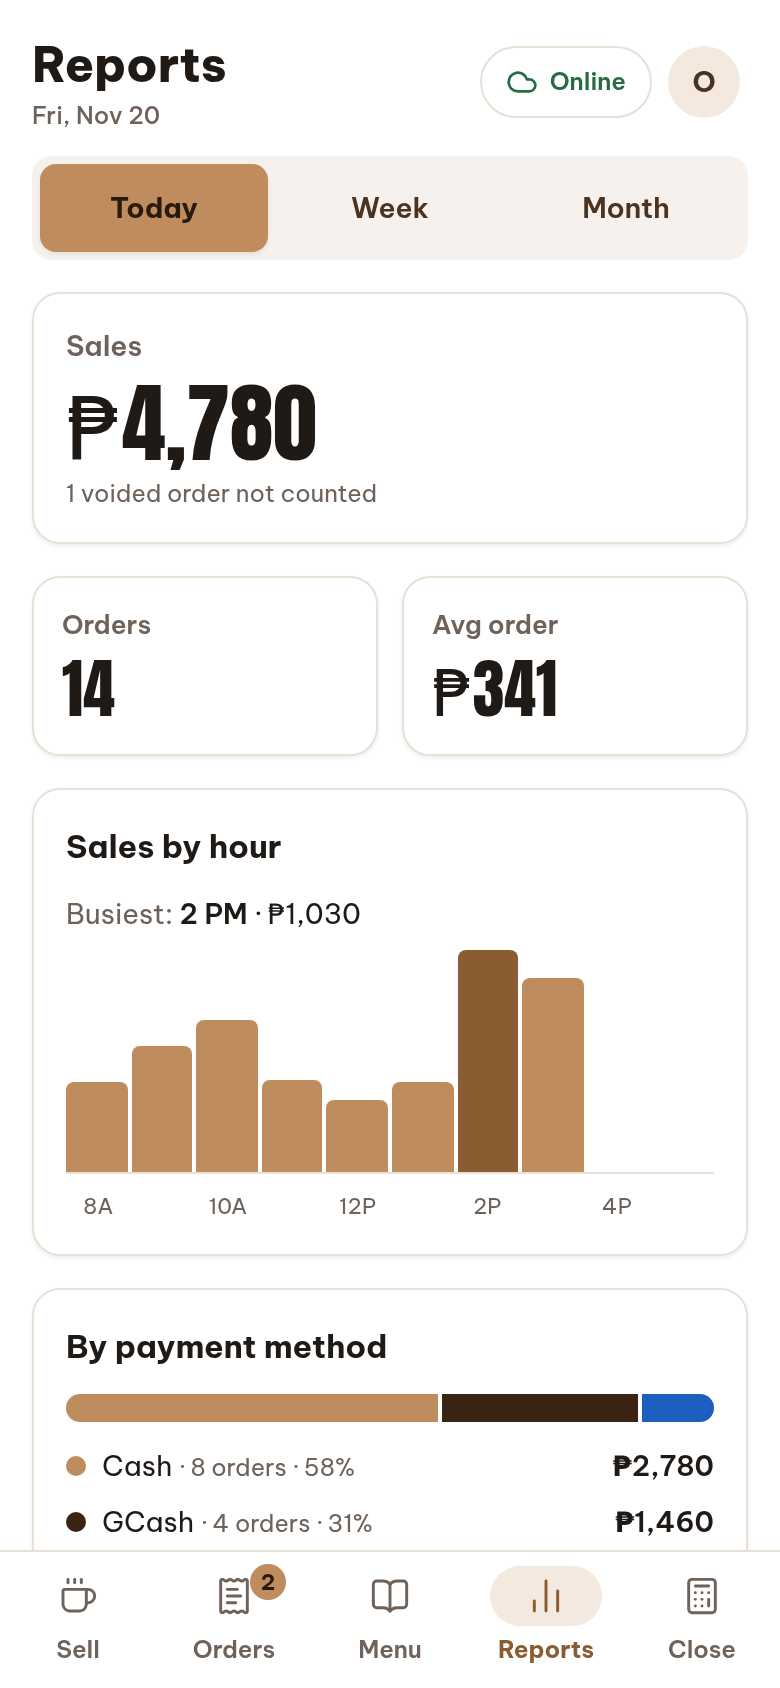 Reports
Fri, Nov 20
Online
O
Today
Week
Month
Sales
₱4,780
1 voided order not counted
Orders
14
Avg order
₱341
Sales by hour
Busiest: 2 PM · ₱1,030
8A 10A 12P 2P 4P
By payment method
Cash · 8 orders · 58% ₱2,780
GCash · 4 orders · 31% ₱1,460
2
Sell
Orders
Menu
Reports
Close